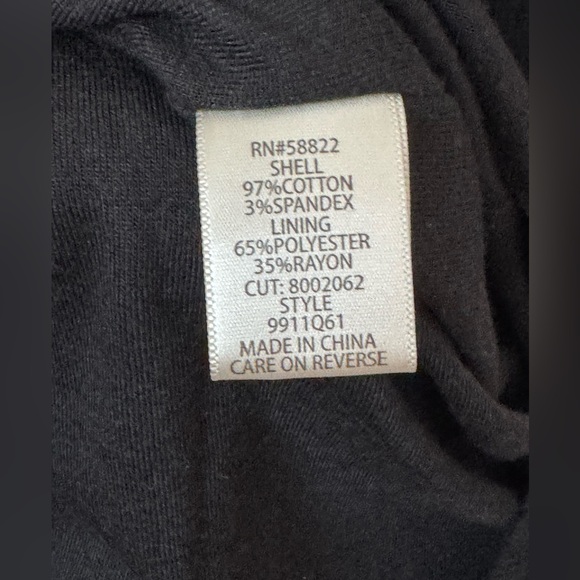 RN#58822
SHELL
97%COTTON
3%SPANDEX
LINING
65%POLYESTER
35%RAYON
CUT: 8002062
STYLE
9911Q61
MADE IN CHINA
CARE ON REVERSE